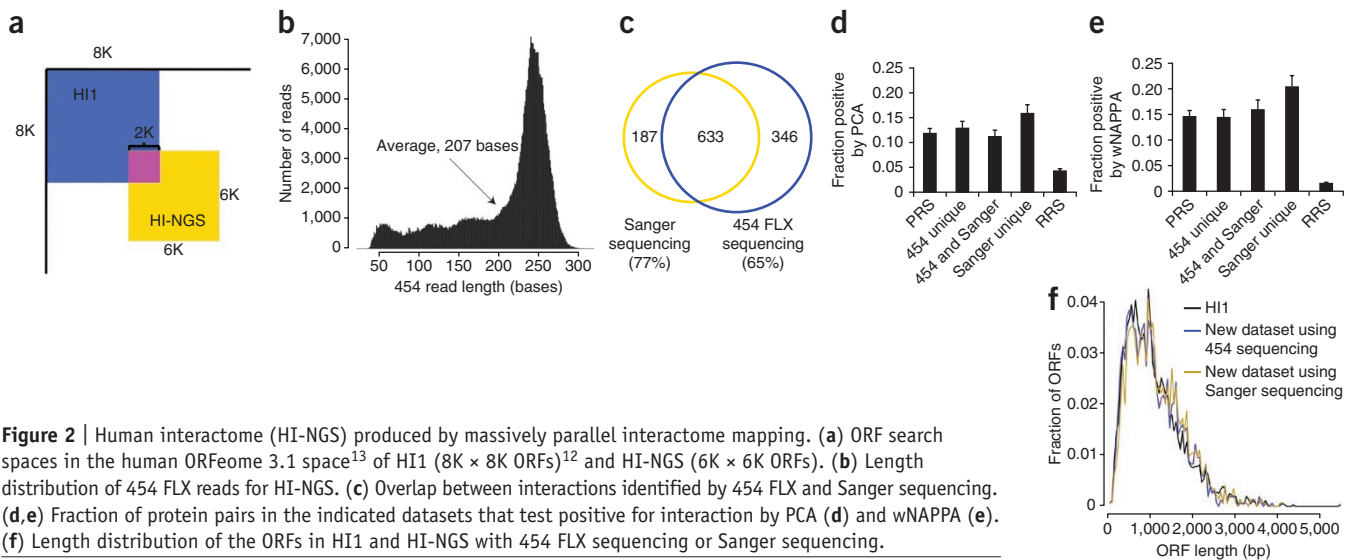 a
8K
HI1
8K
2K
6K
HI-NGS
6K
b
7,000
6,000
5,000
4,000
3,000
2,000
1,000
0
Number of reads
Average, 207 bases
50 100 150 200 250 300
454 read length (bases)
c
187 633 346
Sanger sequencing (77%)
454 FLX sequencing (65%)
d
0.25
0.20
0.15
0.10
0.05
0
Fraction positive by PCA
PRS
454 unique
454 and Sanger
Sanger unique
RRS
e
0.25
0.20
0.15
0.10
0.05
0
Fraction positive by wNAPPA
PRS
454 unique
454 and Sanger
Sanger unique
RRS
f
0.04
0.03
0.02
0.01
0
Fraction of ORFs
HI1
New dataset using
454 sequencing
New dataset using
Sanger sequencing
0 1,000 2,000 3,000 4,000 5,000
ORF length (bp)
Figure 2 | Human interactome (HI-NGS) produced by massively parallel interactome mapping. (a) ORF search
spaces in the human ORFeome 3.1 space13 of HI1 (8K × 8K ORFs)12 and HI-NGS (6K × 6K ORFs). (b) Length
distribution of 454 FLX reads for HI-NGS. (c) Overlap between interactions identified by 454 FLX and Sanger sequencing.
(d,e) Fraction of protein pairs in the indicated datasets that test positive for interaction by PCA (d) and wNAPPA (e).
(f) Length distribution of the ORFs in HI1 and HI-NGS with 454 FLX sequencing or Sanger sequencing.